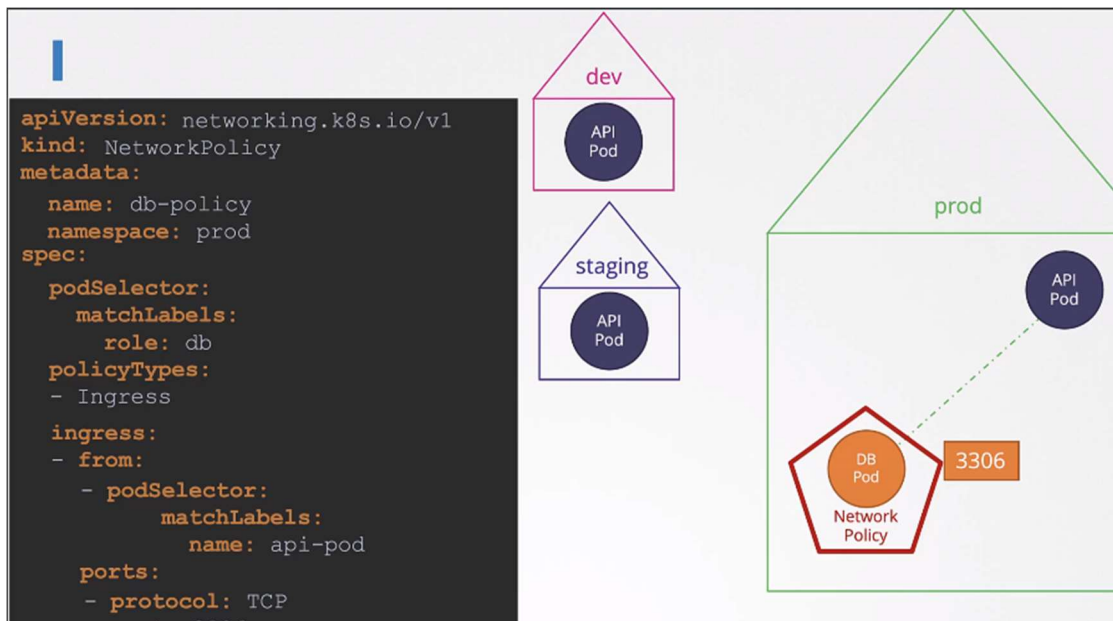 apiVersion: networking.k8s.io/v1
kind: NetworkPolicy
metadata:
name: db-policy
namespace: prod
spec:
podSelector:
matchLabels:
role: db
policyTypes:
- Ingress
ingress:
- from:
- podSelector:
matchLabels:
name: api-pod
ports:
- protocol: TCP
dev
API
Pod
staging
API
Pod
prod
API
Pod
DB
Pod
3306
Network
Policy